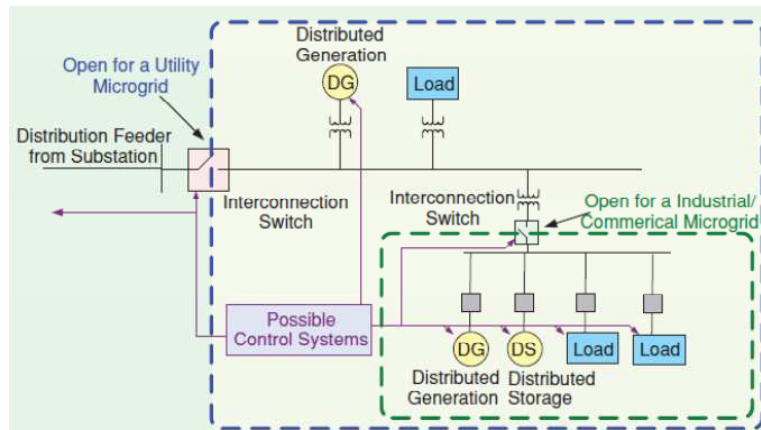 Distributed
Generation
Open for a Utility
Microgrid
DG
Load
Distribution Feeder
from Substation
Interconnection
Switch
Interconnection
Switch
Open for a Industrial/
Commerical Microgrid
Possible
Control Systems
DG
DS
Load
Load
Distributed
Generation
Distributed
Storage